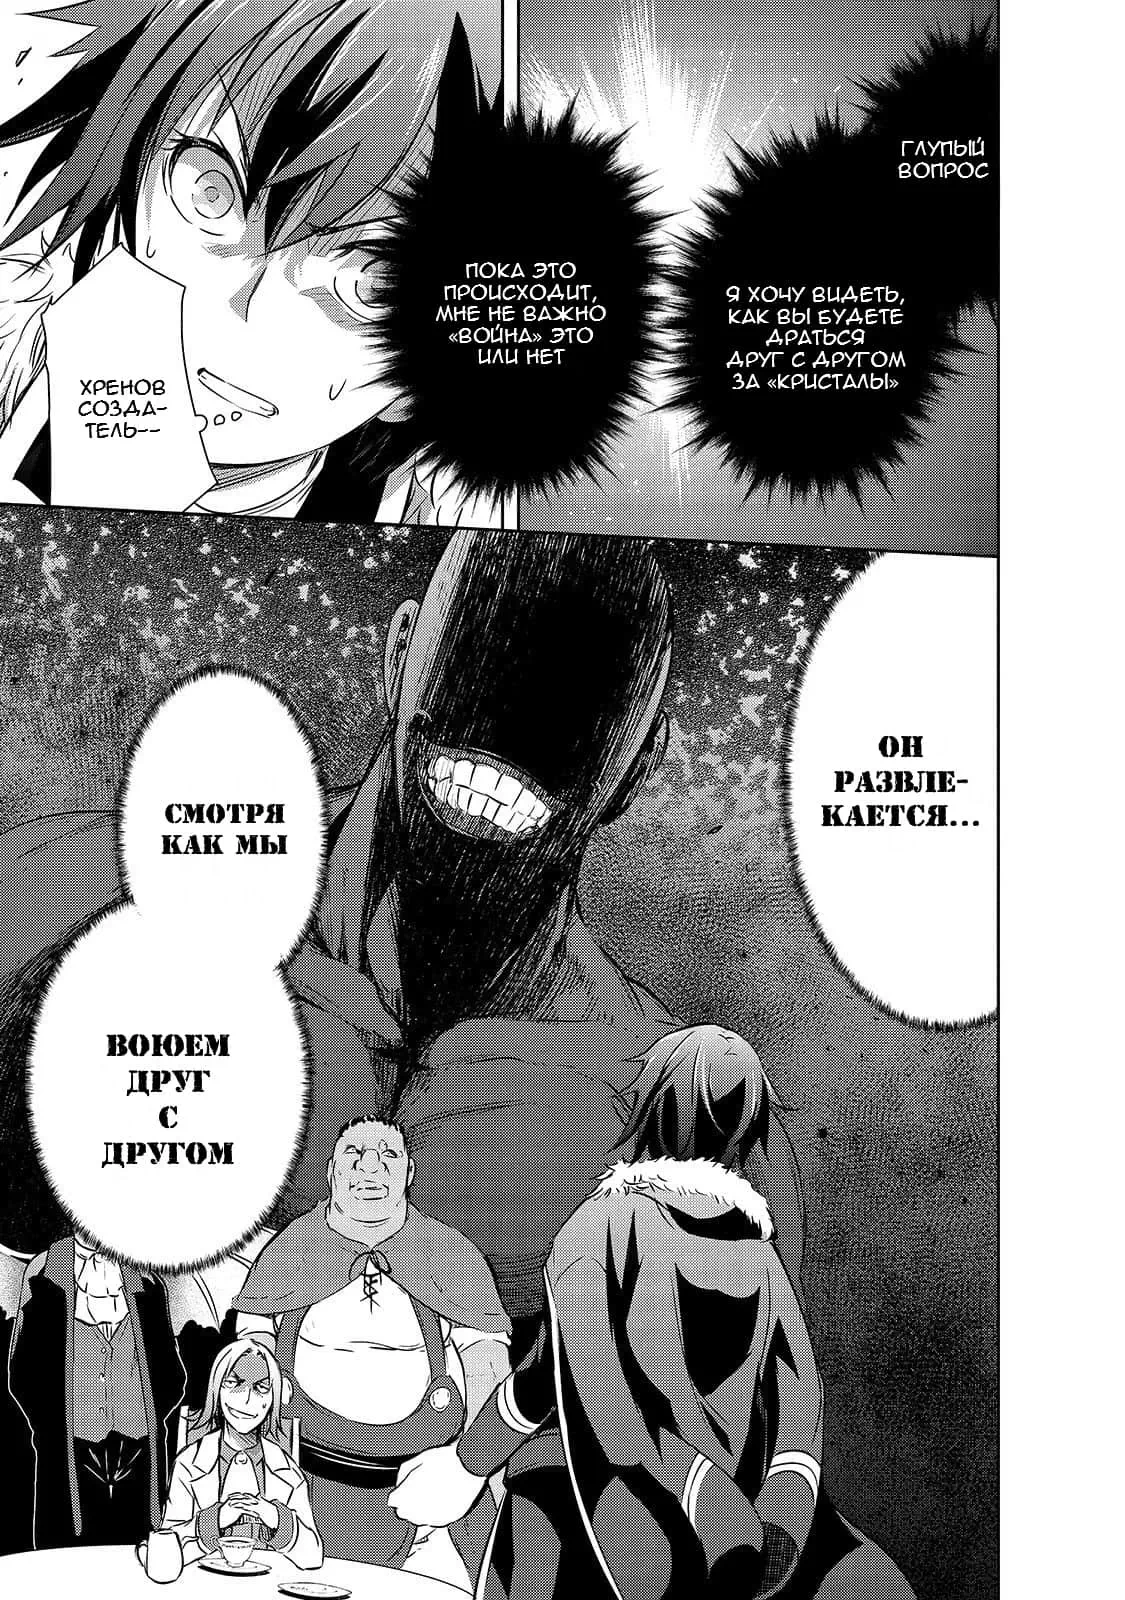 ГЛУПЫЙ
ВОПРОС
Я ХОЧУ ВИДЕТЬ,
КАК ВЫ БУДЕТЕ
ДРАТЬСЯ
ДРУГ С ДРУГОМ
ЗА «КРИСТАЛЫ»
ПОКА ЭТО
ПРОИСХОДИТ,
МНЕ НЕ ВАЖНО
«ВОЙНА» ЭТО
ИЛИ НЕТ
ХРЕНОВ
СОЗДА-
ТЕЛЬ--
ОН
РАЗВЛЕ-
КАЕТСЯ...
СМОТРЯ
КАК МЫ
ВОЮЕМ
ДРУГ
С
ДРУГОМ